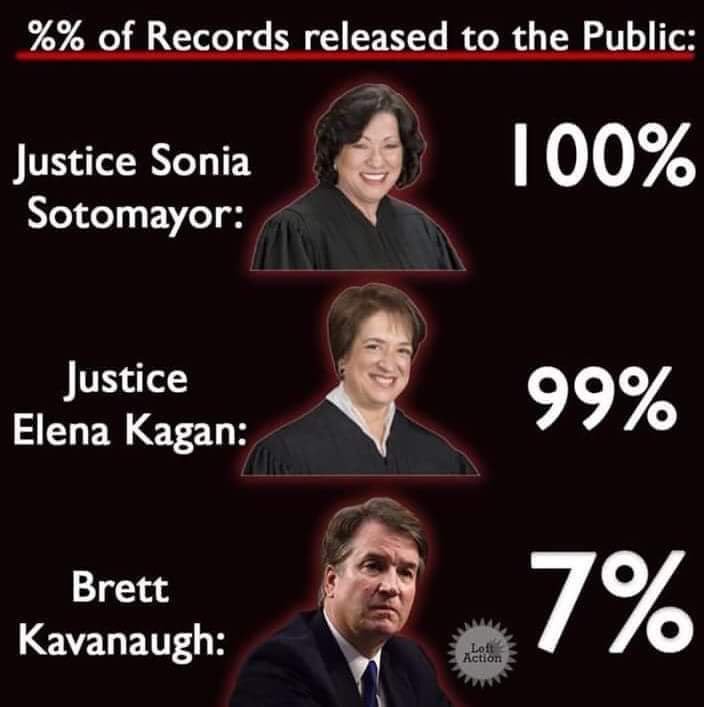 %% of Records released to the Public:
Justice Sonia
Sotomayor:
100%
Justice
Elena Kagan:
99%
Brett
Kavanaugh:
7%
Left
Action